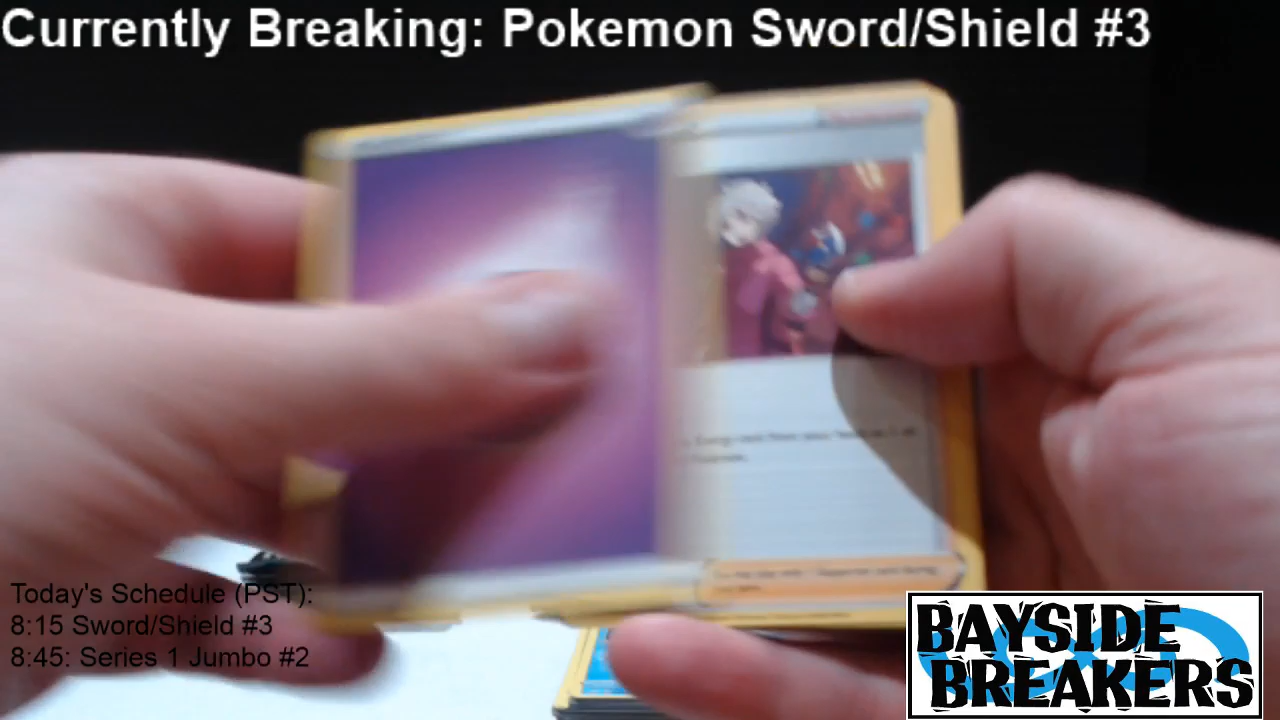 Currently Breaking: Pokemon Sword/Shield #3
Today's Schedule (PST):
8:15 Sword/Shield #3
8:45: Series 1 Jumbo #2
BAYSIDE
BREAKERS